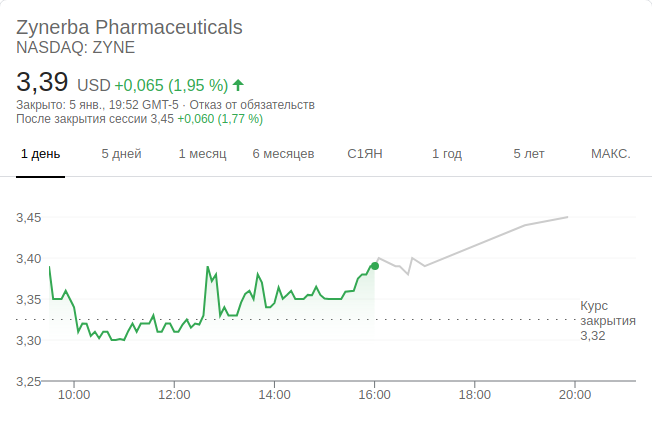 Zynerba Pharmaceuticals
NASDAQ: ZYNE
3,39 USD +0,065 (1,95 %)
Закрыто: 5 янв., 19:52 GMT-5 · Отказ от обязательств
После закрытия сессии 3,45 +0,060 (1,77 %)
1 день 5 дней 1 месяц 6 месяцев С1ЯН 1 год 5 лет МАКС.
3,45
3,40
3,35
3,30
3,25
Курс
закрытия
3,32
10:00 12:00 14:00 16:00 18:00 20:00